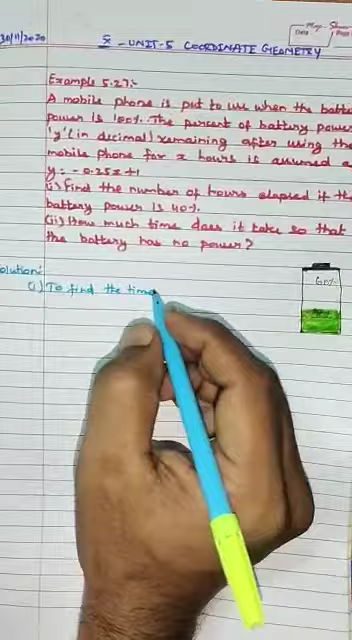 30/11/2020
X - UNIT-5 COORDINATE GEOMETRY
Example 5.27:-
A mobile phone is put to use when the batte
power is 100%. The percent of battery power
'y' (in decimal) remaining after using the
mobile phone for x hours is assumed a
y = -0.25x+1
(i) Find the number of hours elapsed if the
battery power is 40%.
(ii) How much time does it take so that
the battery has no power?
olution:
(i) To find the time